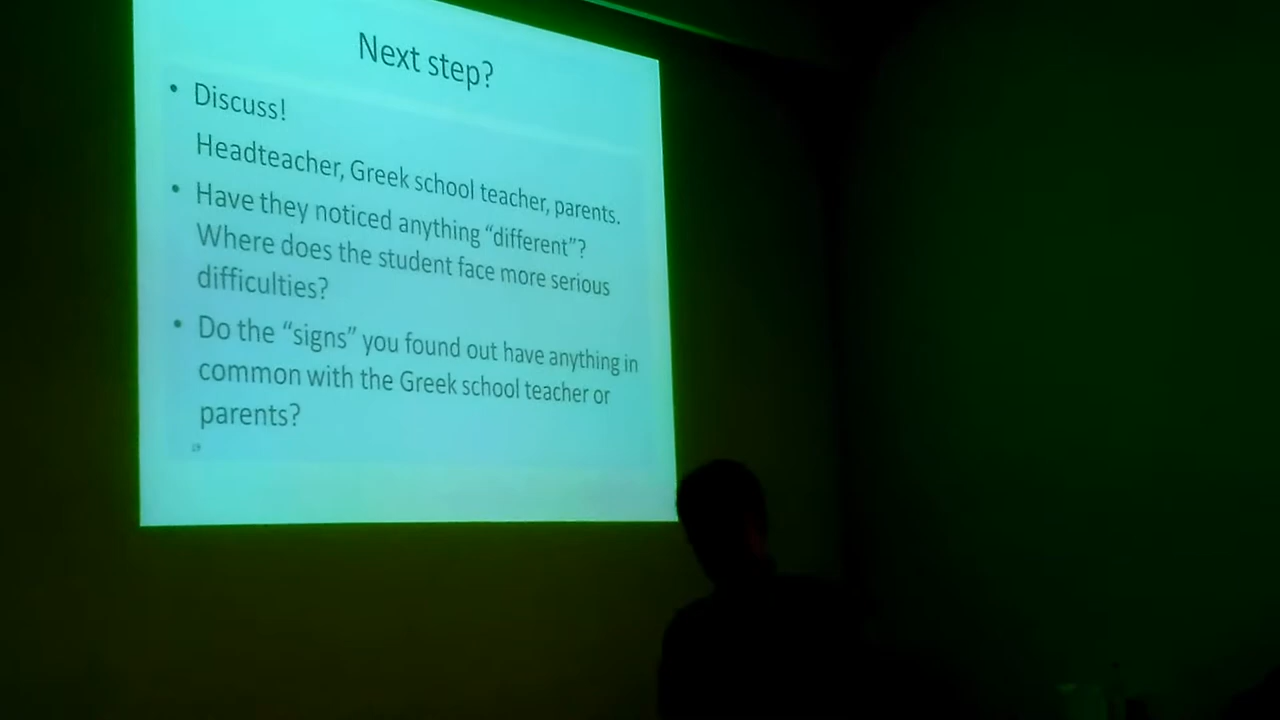 Next step?
• Discuss!
Headteacher, Greek school teacher, parents.
• Have they noticed anything “different”?
Where does the student face more serious
difficulties?
• Do the “signs” you found out have anything in
common with the Greek school teacher or
parents?